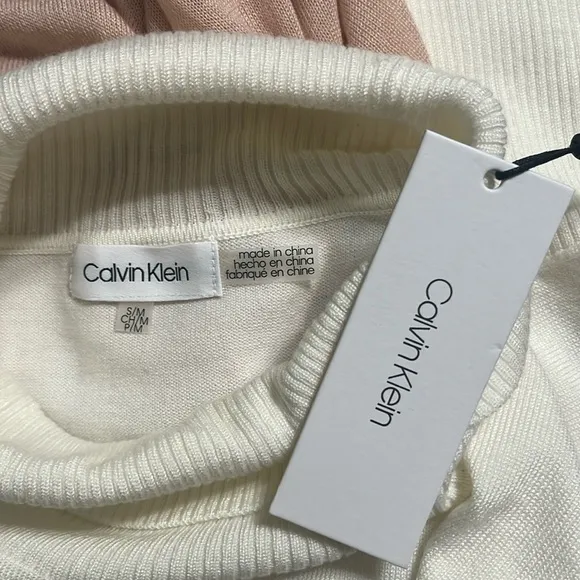 Calvin Klein
made in china
hecho en china
fabriqué en chine
S/M
CH/M
P/M
Calvin Klein